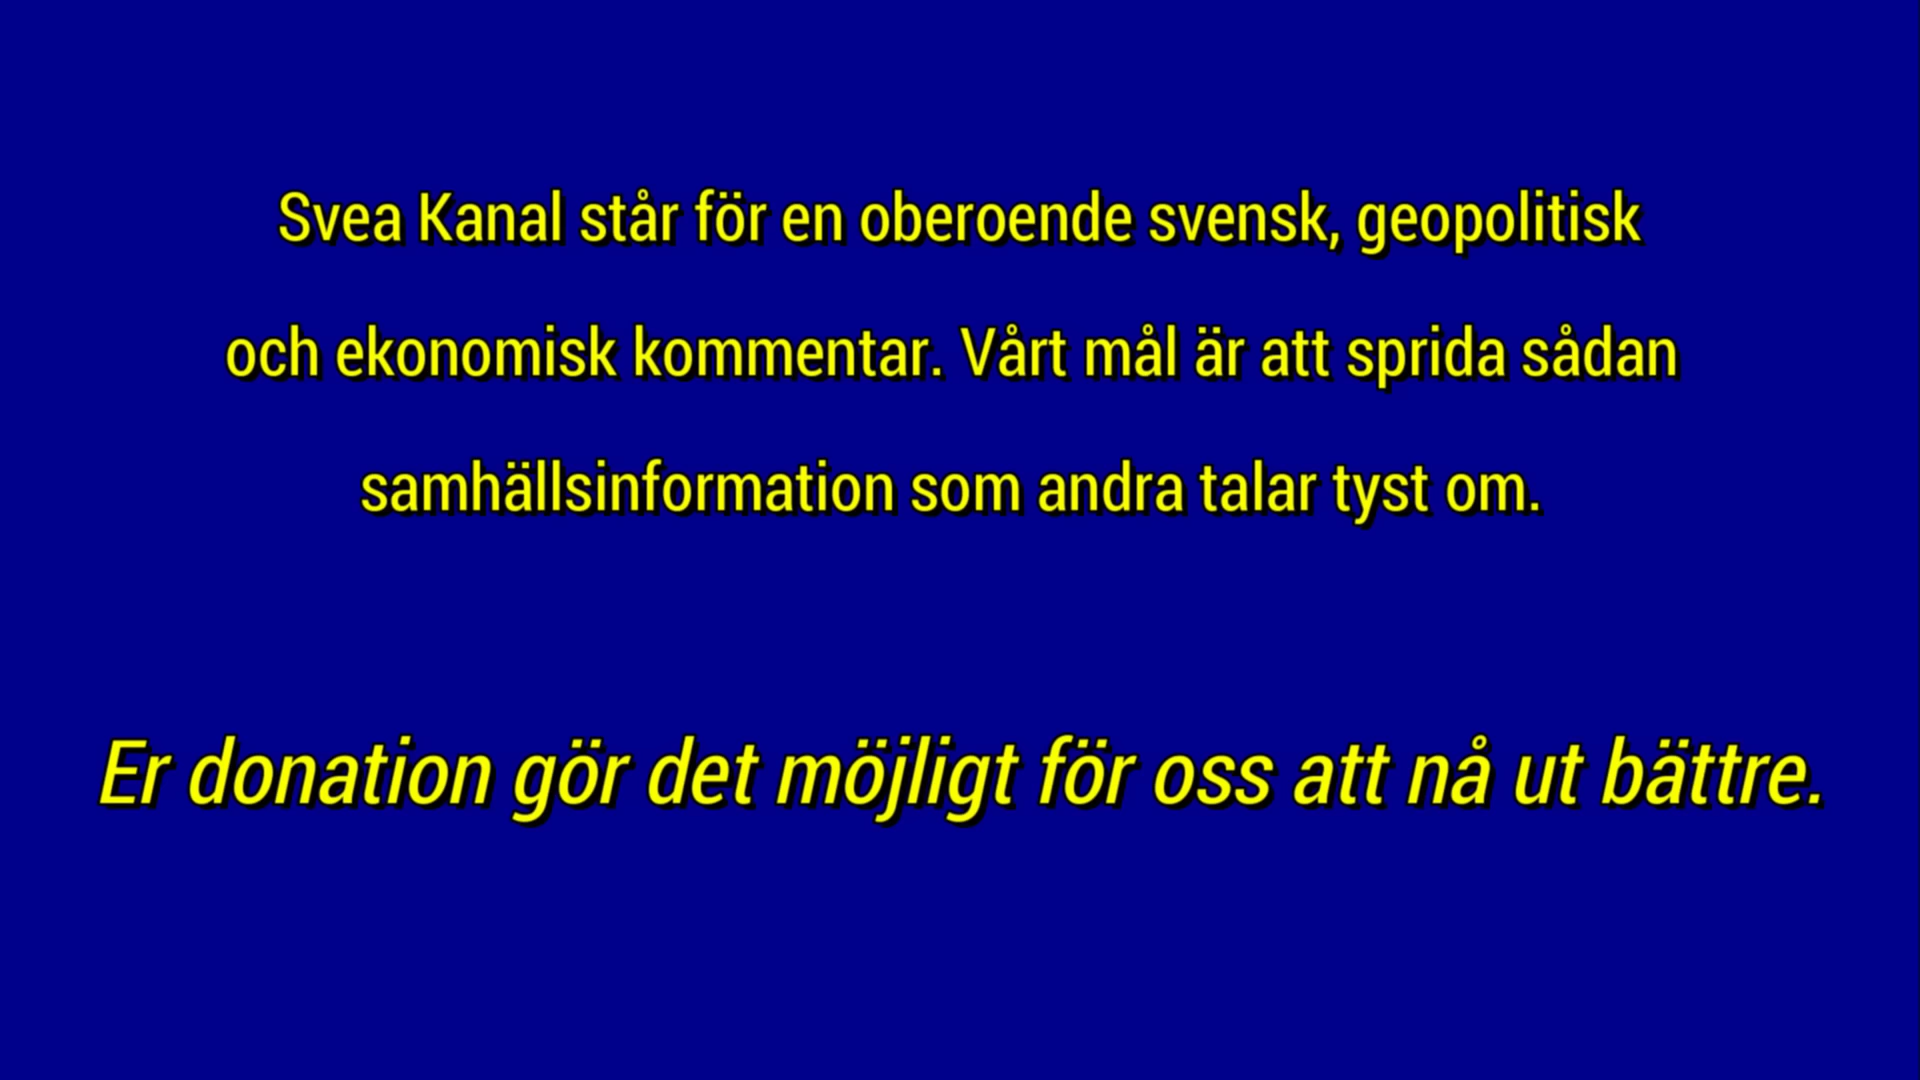 Svea Kanal står för en oberoende svensk, geopolitisk
och ekonomisk kommentar. Vårt mål är att sprida sådan
samhällsinformation som andra talar tyst om.
Er donation gör det möjligt för oss att nå ut bättre.